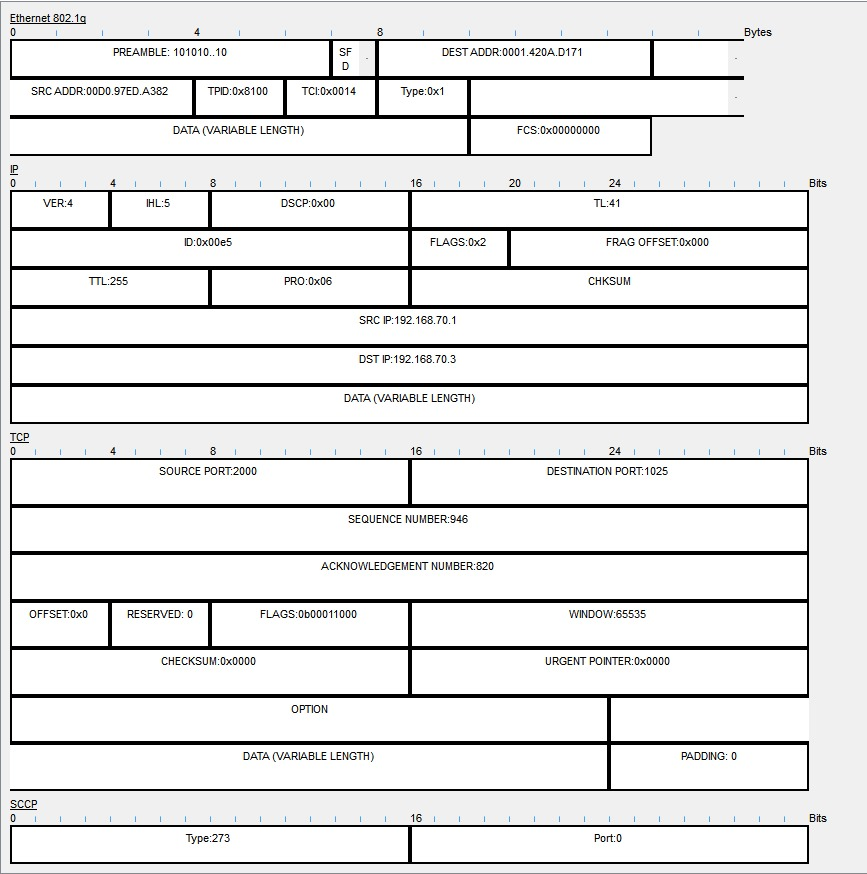 Ethernet 802.1q
0 4 8 Bytes
PREAMBLE: 101010..10 SF D DEST ADDR:0001.420A.D171
SRC ADDR:00D0.97ED.A382 TPID:0x8100 TCI:0x0014 Type:0x1
DATA (VARIABLE LENGTH) FCS:0x00000000
IP
0 4 8 16 20 24 Bits
VER:4 IHL:5 DSCP:0x00 TL:41
ID:0x00e5 FLAGS:0x2 FRAG OFFSET:0x000
TTL:255 PRO:0x06 CHKSUM
SRC IP:192.168.70.1
DST IP:192.168.70.3
DATA (VARIABLE LENGTH)
TCP
0 4 8 16 24 Bits
SOURCE PORT:2000 DESTINATION PORT:1025
SEQUENCE NUMBER:946
ACKNOWLEDGEMENT NUMBER:820
OFFSET:0x0 RESERVED: 0 FLAGS:0b00011000 WINDOW:65535
CHECKSUM:0x0000 URGENT POINTER:0x0000
OPTION
DATA (VARIABLE LENGTH) PADDING: 0
SCCP
0 16 Bits
Type:273 Port:0